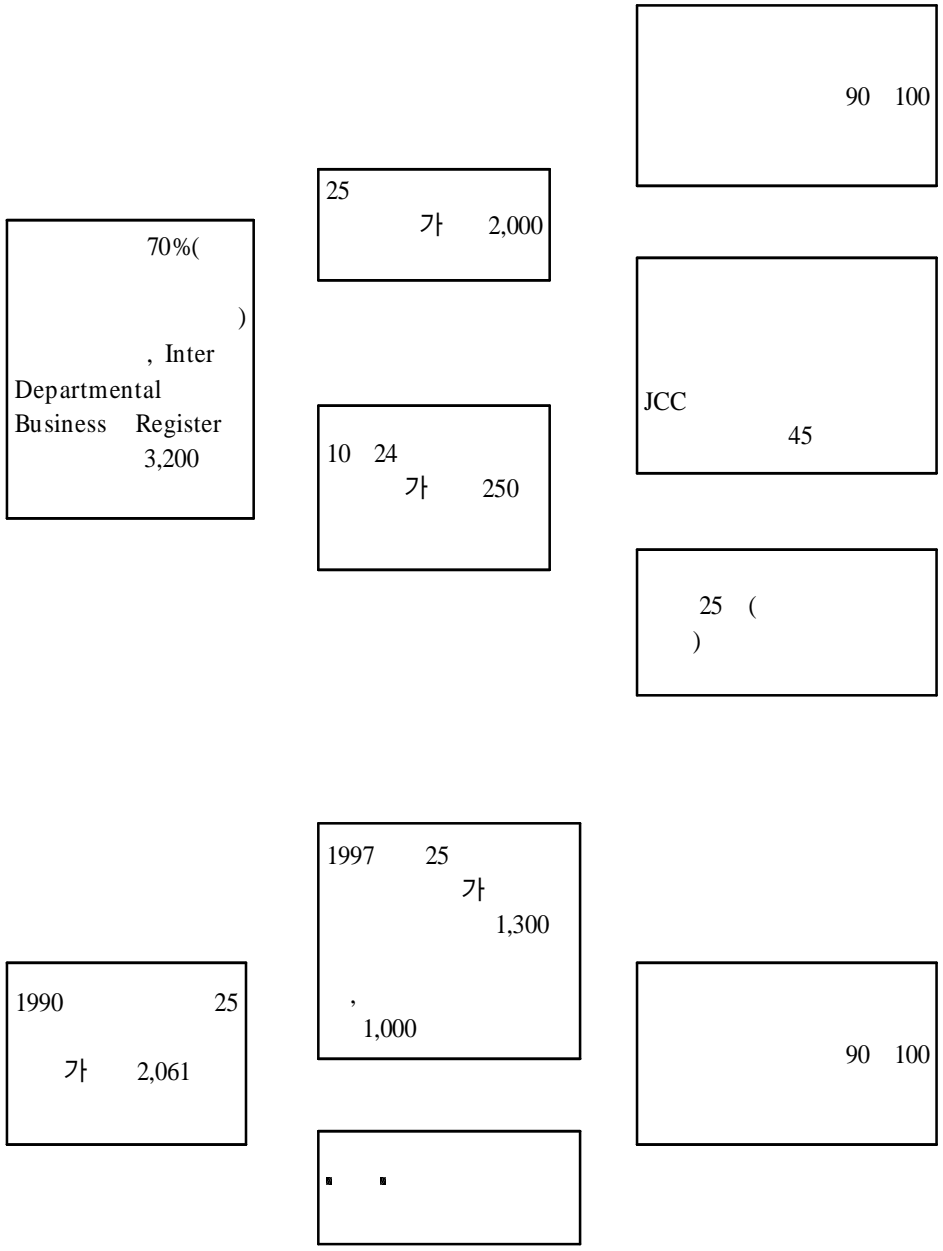 70%(
)
, Inter
Departmental
Business Register
3,200
25
가 2,000
10 24
가 250
90 100
JCC
45
25 (
)
1990 25
가 2,061
1997 25
가
1,300
,
1,000
90 100